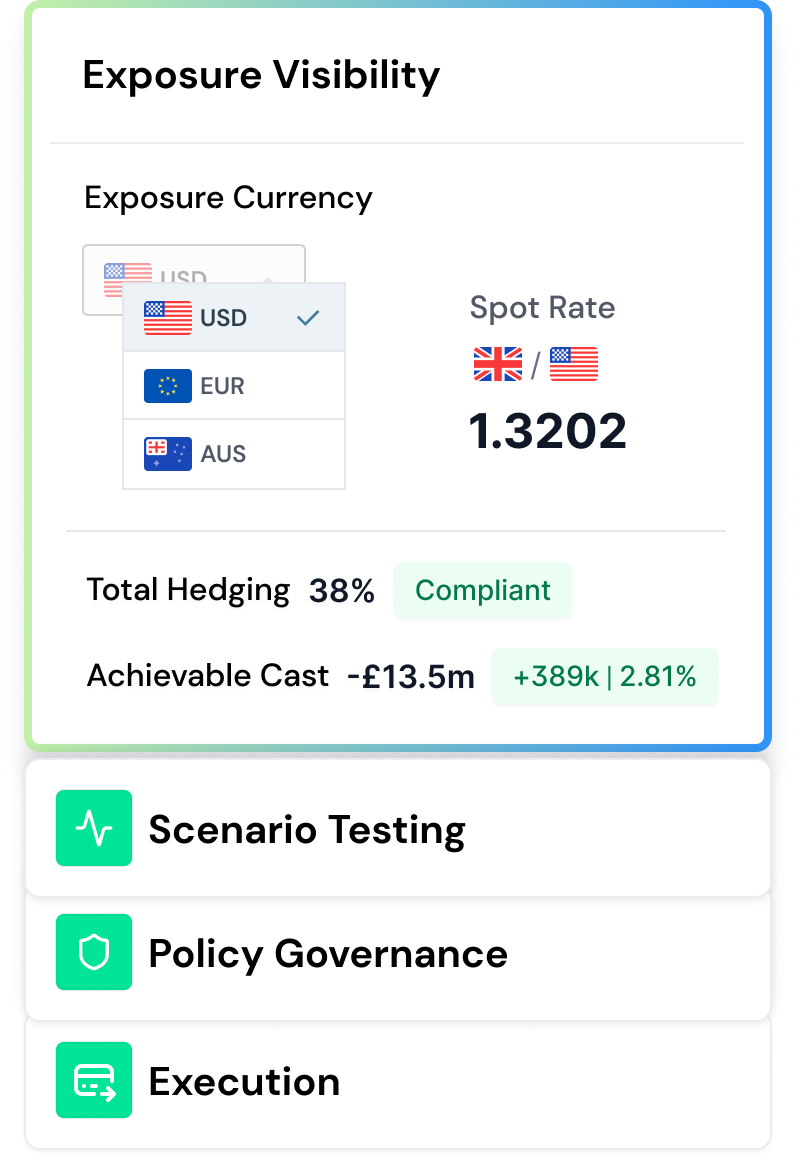 Exposure Visibility
Exposure Currency
USD
USD
EUR
AUS
Spot Rate
/
1.3202
Total Hedging 38% Compliant
Achievable Cast -£13.5m +389k | 2.81%
Scenario Testing
Policy Governance
Execution